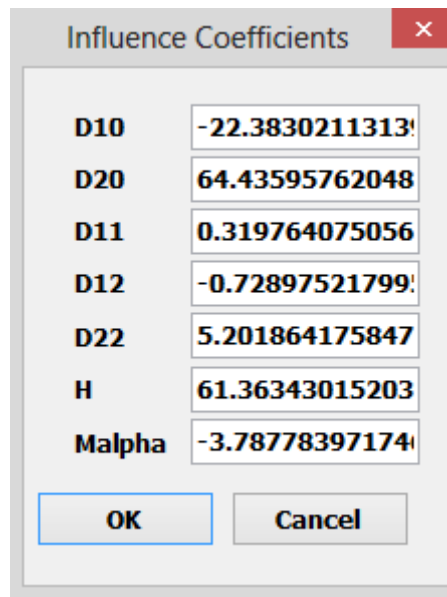 Influence Coefficients
D10 -22.3830211313
D20 64.43595762048
D11 0.319764075056
D12 -0.72897521799
D22 5.201864175847
H 61.36343015203
Malpha -3.7877839717
OK Cancel